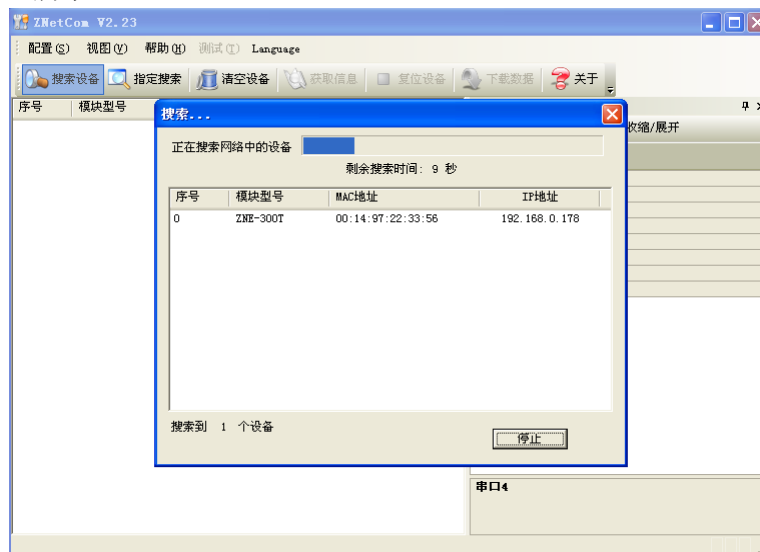 ZNetCom V2.23
配置(S) 视图(V) 帮助(H) 测试(T) Language
搜索设备 指定搜索 清空设备 获取信息 复位设备 下载数据 关于
序号 模块型号
收缩/展开
搜索...
正在搜索网络中的设备
剩余搜索时间: 9 秒
序号 模块型号 MAC地址 IP地址
0 ZNE-300T 00:14:97:22:33:56 192.168.0.178
搜索到 1 个设备
停止
串口4